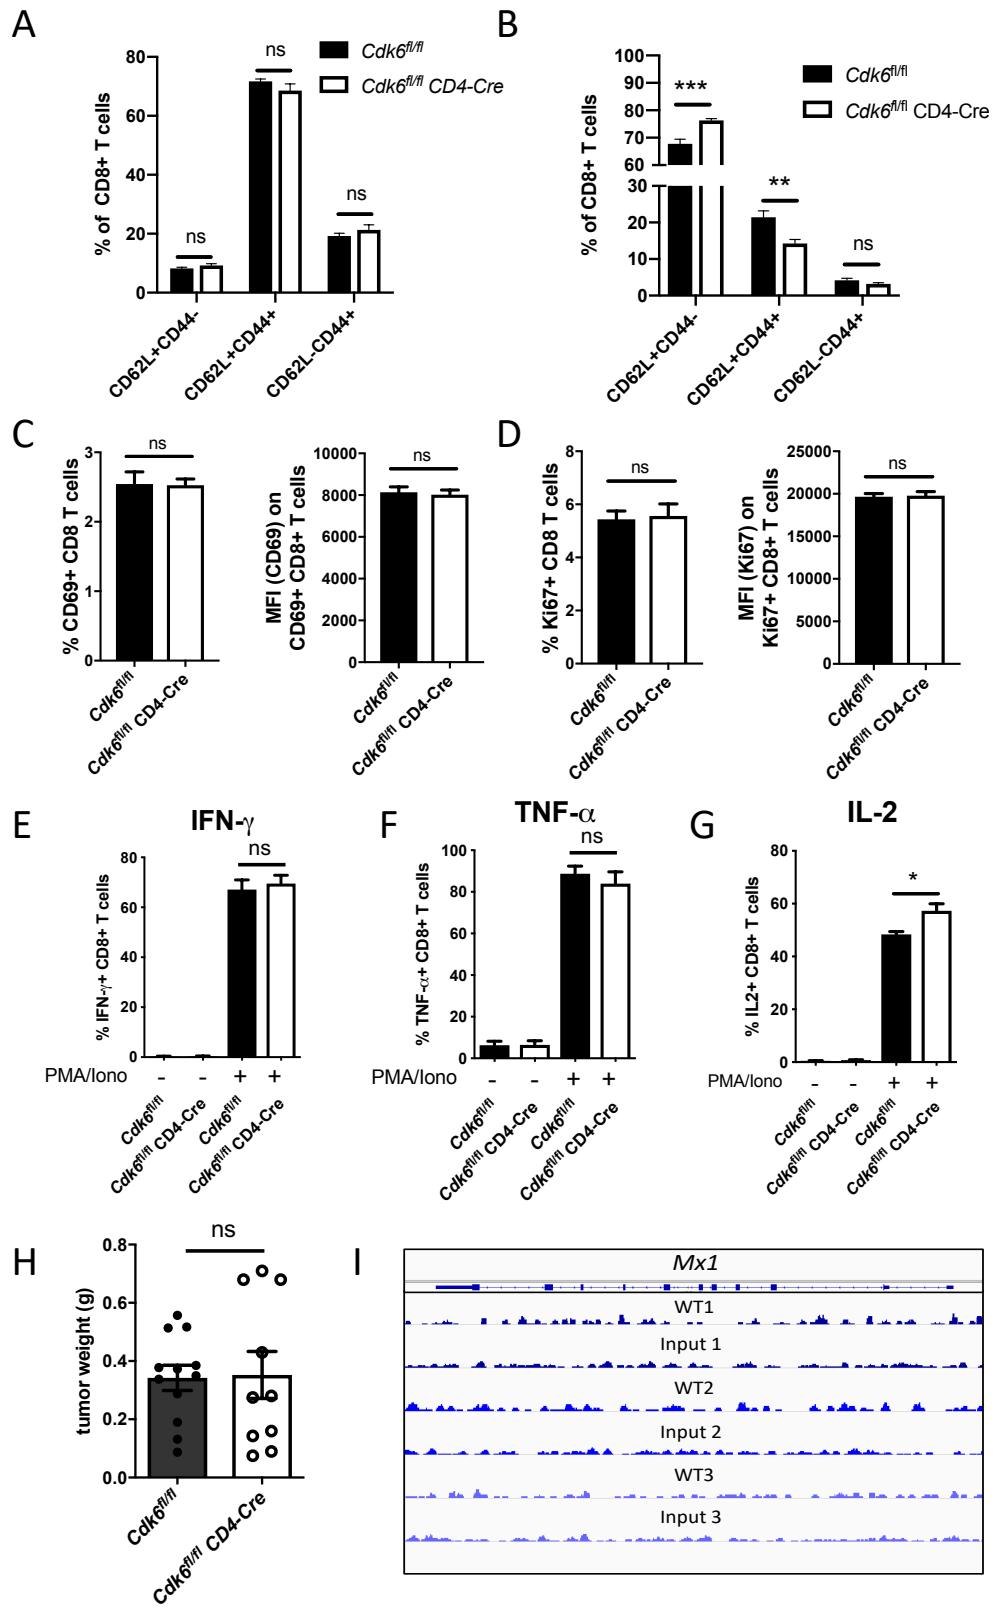 A
Cdk6fl/fl
Cdk6fl/fl CD4-Cre
% of CD8+ T cells
80
60
40
20
0
ns
ns
ns
CD62L+CD44-
CD62L+CD44+
CD62L-CD44+
B
Cdk6fl/fl
Cdk6fl/fl CD4-Cre
% of CD8+ T cells
100
90
80
70
60
30
20
10
0
***
**
ns
CD62L+CD44-
CD62L+CD44+
CD62L-CD44+
C
% CD69+ CD8 T cells
3
2
1
0
ns
Cdk6fl/fl
Cdk6fl/fl CD4-Cre
MFI (CD69) on
CD69+ CD8+ T cells
10000
8000
6000
4000
2000
0
ns
Cdk6fl/fl
Cdk6fl/fl CD4-Cre
D
% Ki67+ CD8 T cells
8
6
4
2
0
ns
Cdk6fl/fl
Cdk6fl/fl CD4-Cre
MFI (Ki67) on
Ki67+ CD8+ T cells
25000
20000
15000
10000
5000
0
ns
Cdk6fl/fl
Cdk6fl/fl CD4-Cre
E
IFN-γ
% IFN-γ+ CD8+ T cells
80
60
40
20
0
ns
PMA/Iono - - + +
Cdk6fl/fl
Cdk6fl/fl CD4-Cre
Cdk6fl/fl
Cdk6fl/fl CD4-Cre
F
TNF-α
% TNF-α+ CD8+ T cells
100
80
60
40
20
0
ns
PMA/Iono - - + +
Cdk6fl/fl
Cdk6fl/fl CD4-Cre
Cdk6fl/fl
Cdk6fl/fl CD4-Cre
G
IL-2
% IL2+ CD8+ T cells
80
60
40
20
0
*
PMA/Iono - - + +
Cdk6fl/fl
Cdk6fl/fl CD4-Cre
Cdk6fl/fl
Cdk6fl/fl CD4-Cre
H
tumor weight (g)
0.8
0.6
0.4
0.2
0.0
ns
Cdk6fl/fl
Cdk6fl/fl CD4-Cre
I
Mx1
WT1
Input 1
WT2
Input 2
WT3
Input 3